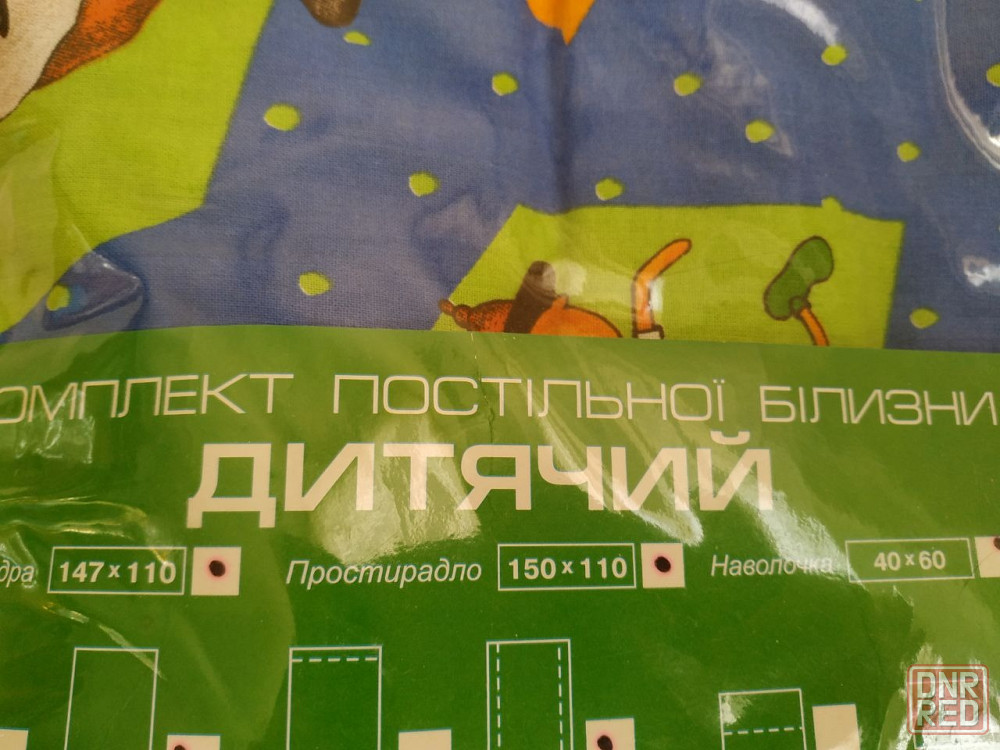 ОМПЛЕКТ ПОСТІЛЬНОЇ БІЛИЗНИ
ДИТЯЧИЙ
дра 147×110 Простирадло 150×110 Наволочка 40×60
DNR
RED